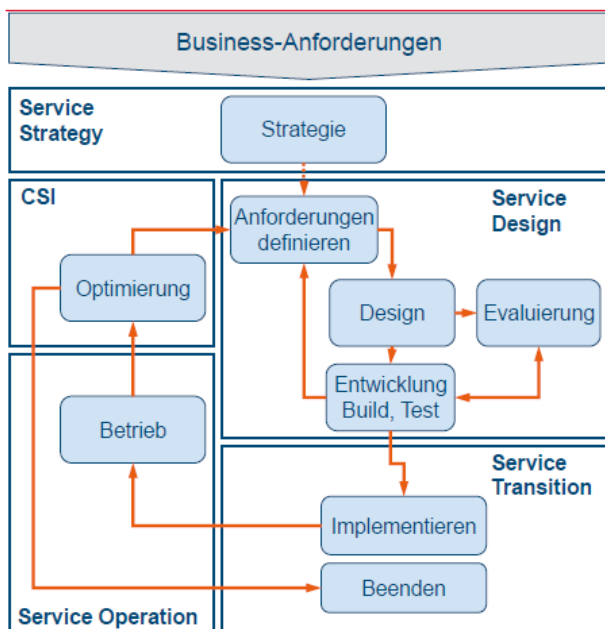 Business-Anforderungen
Service
Strategy
Strategie
CSI
Service
Design
Anforderungen
definieren
Optimierung
Design
Evaluierung
Entwicklung
Build, Test
Betrieb
Service
Transition
Implementieren
Beenden
Service Operation